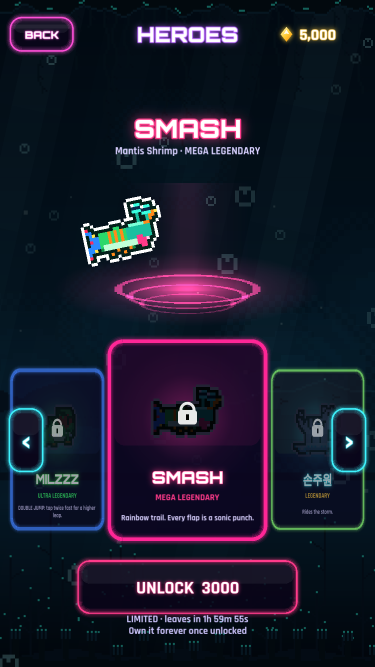 BACK
HEROES
5,000
SMASH
Mantis Shrimp · MEGA LEGENDARY
MILZZZ
ULTRA LEGENDARY
DOUBLE JUMP: tap twice fast for a higher
leap.
SMASH
MEGA LEGENDARY
Rainbow trail. Every flap is a sonic punch.
손주원
LEGENDARY
Rides the storm.
UNLOCK 3000
LIMITED · leaves in 1h 59m 55s
Own it forever once unlocked